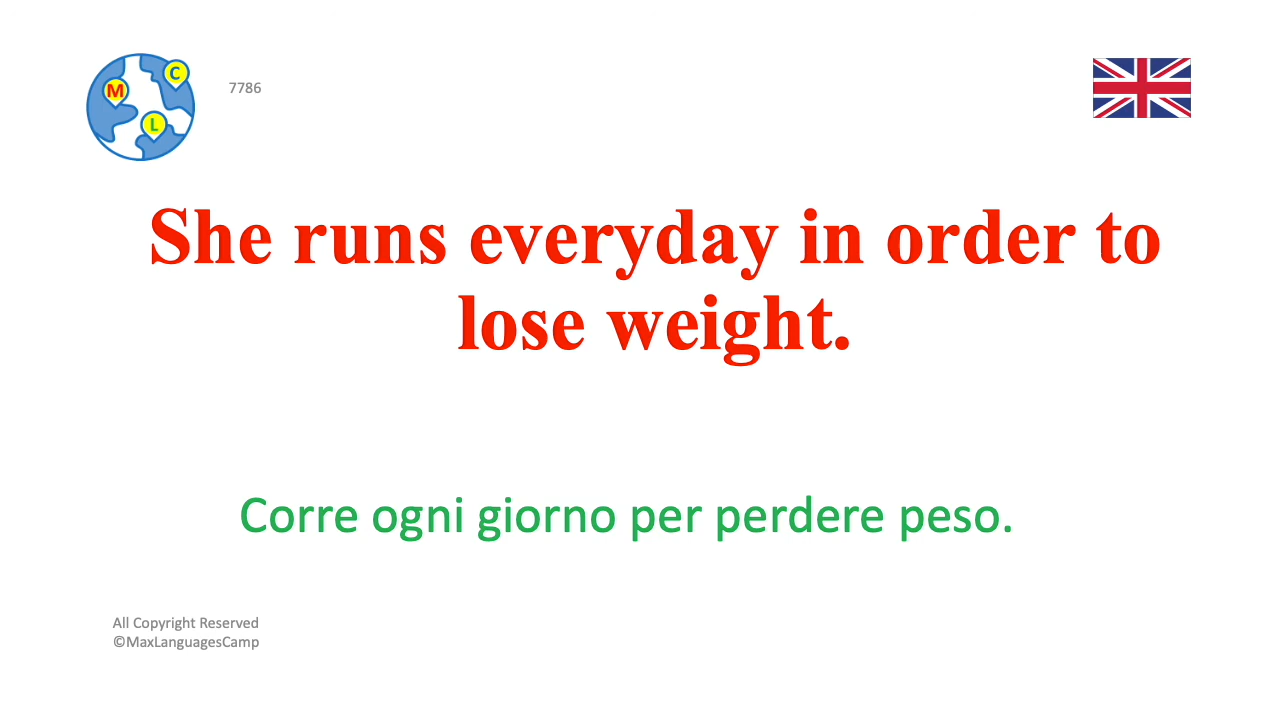 M
C
L
7786
She runs everyday in order to
lose weight.
Corre ogni giorno per perdere peso.
All Copyright Reserved
©MaxLanguagesCamp